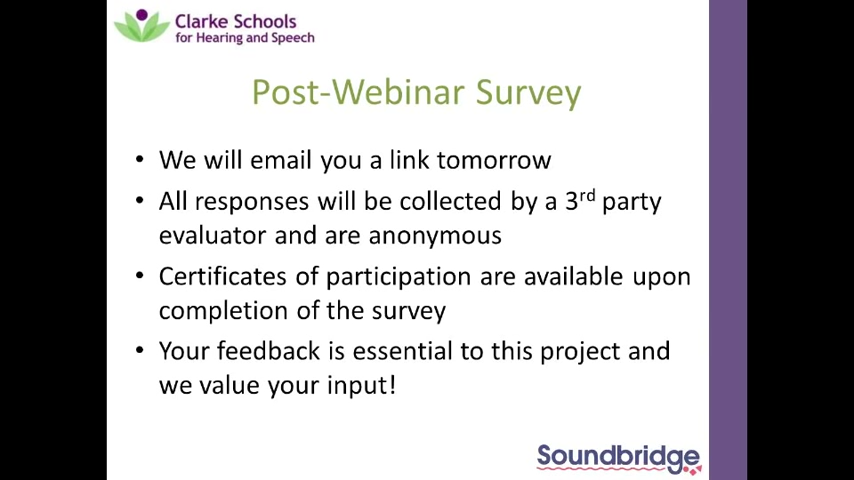 Clarke Schools
for Hearing and Speech
Post-Webinar Survey
• We will email you a link tomorrow
• All responses will be collected by a 3rd party
evaluator and are anonymous
• Certificates of participation are available upon
completion of the survey
• Your feedback is essential to this project and
we value your input!
Soundbridge